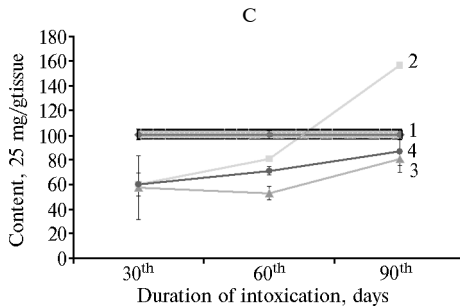 C
Content, 25 mg/gtissue
180
160
140
120
100
80
60
40
20
0
2
1
4
3
30th
60th
90th
Duration of intoxication, days